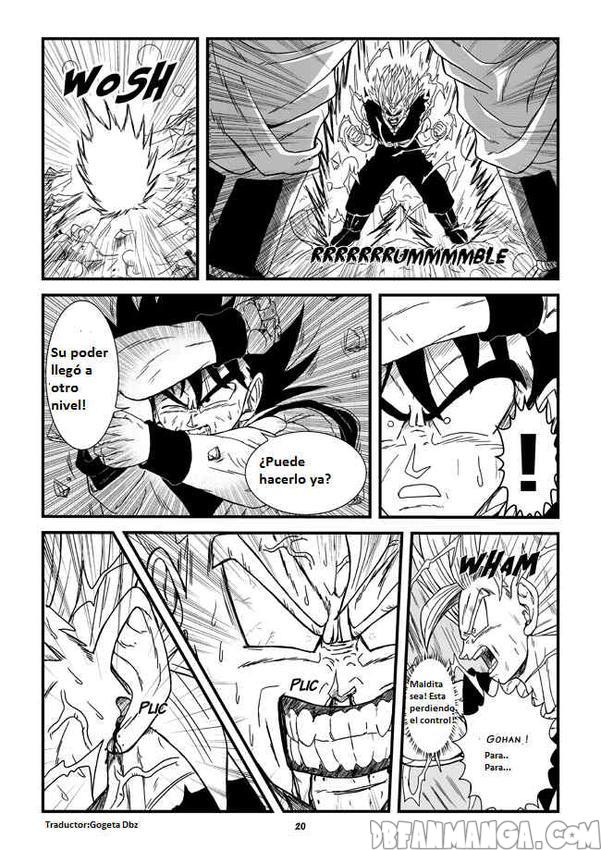 WOSH
RRRRRRRUMMMMBLE
Su poder
llegó a
otro
nivel!
¿Puede
hacerlo ya?
!
PLIC
PLIC
WHAM
Maldita
sea! Esta
perdiendo
el control
GOHAN !
Para..
Para...
Traductor:Gogeta Dbz
20
DBFANMANGA.COM